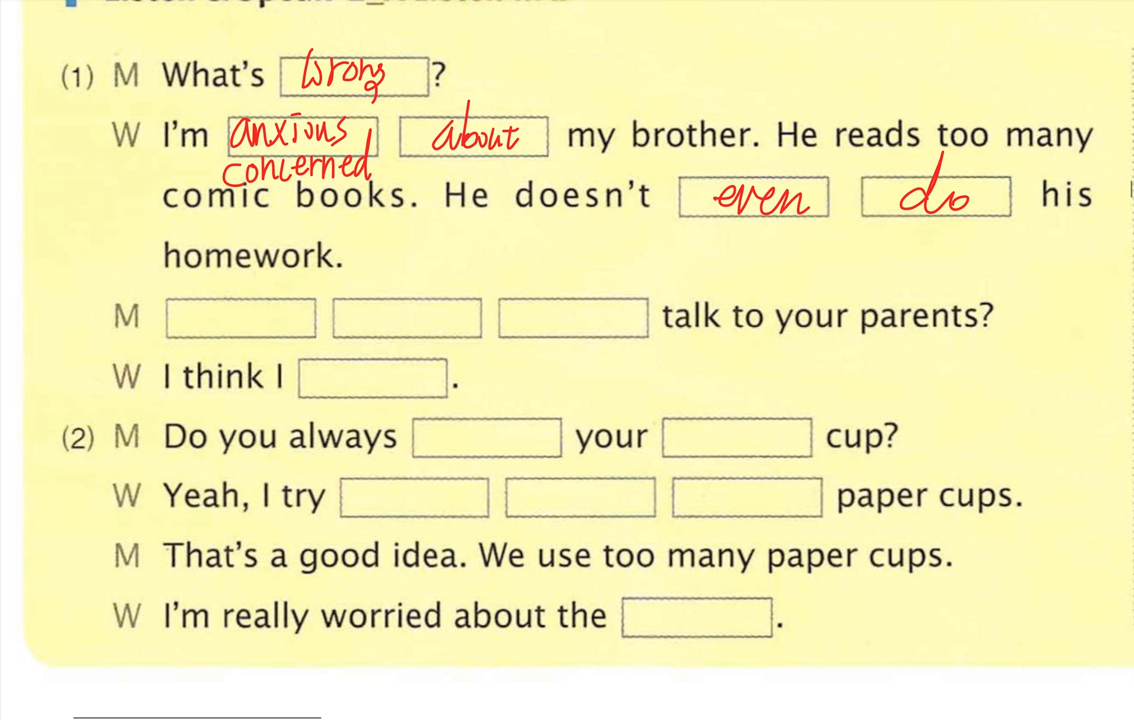 (1) M What's wrong ?
W I'm anxious about my brother. He reads too many
concerned
comic books. He doesn't even do his
homework.
M talk to your parents?
W I think I .
(2) M Do you always your cup?
W Yeah, I try paper cups.
M That's a good idea. We use too many paper cups.
W I'm really worried about the .